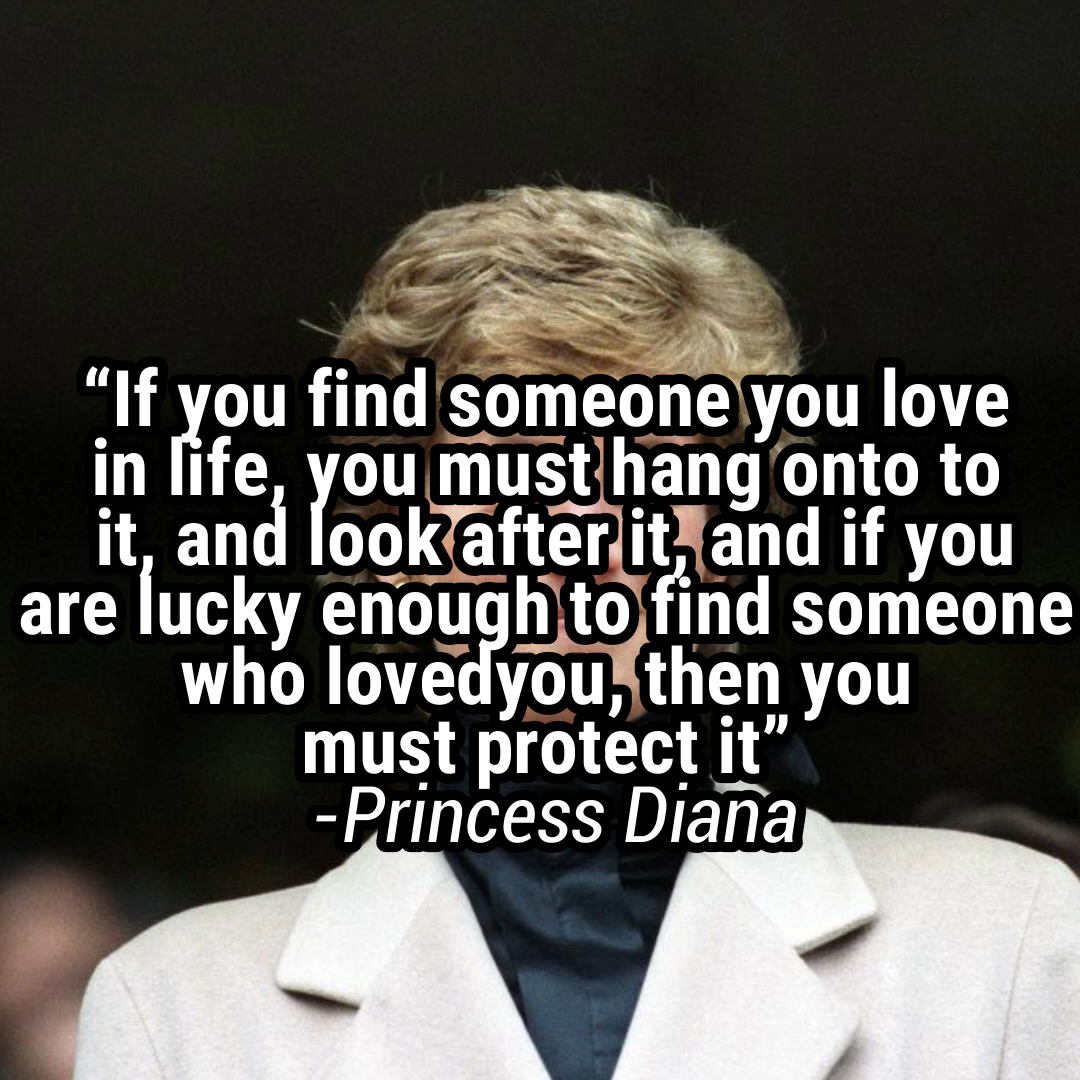 “If you find someone you love
in life, you must hang onto to
it, and look after it, and if you
are lucky enough to find someone
who lovedyou, then you
must protect it”
-Princess Diana